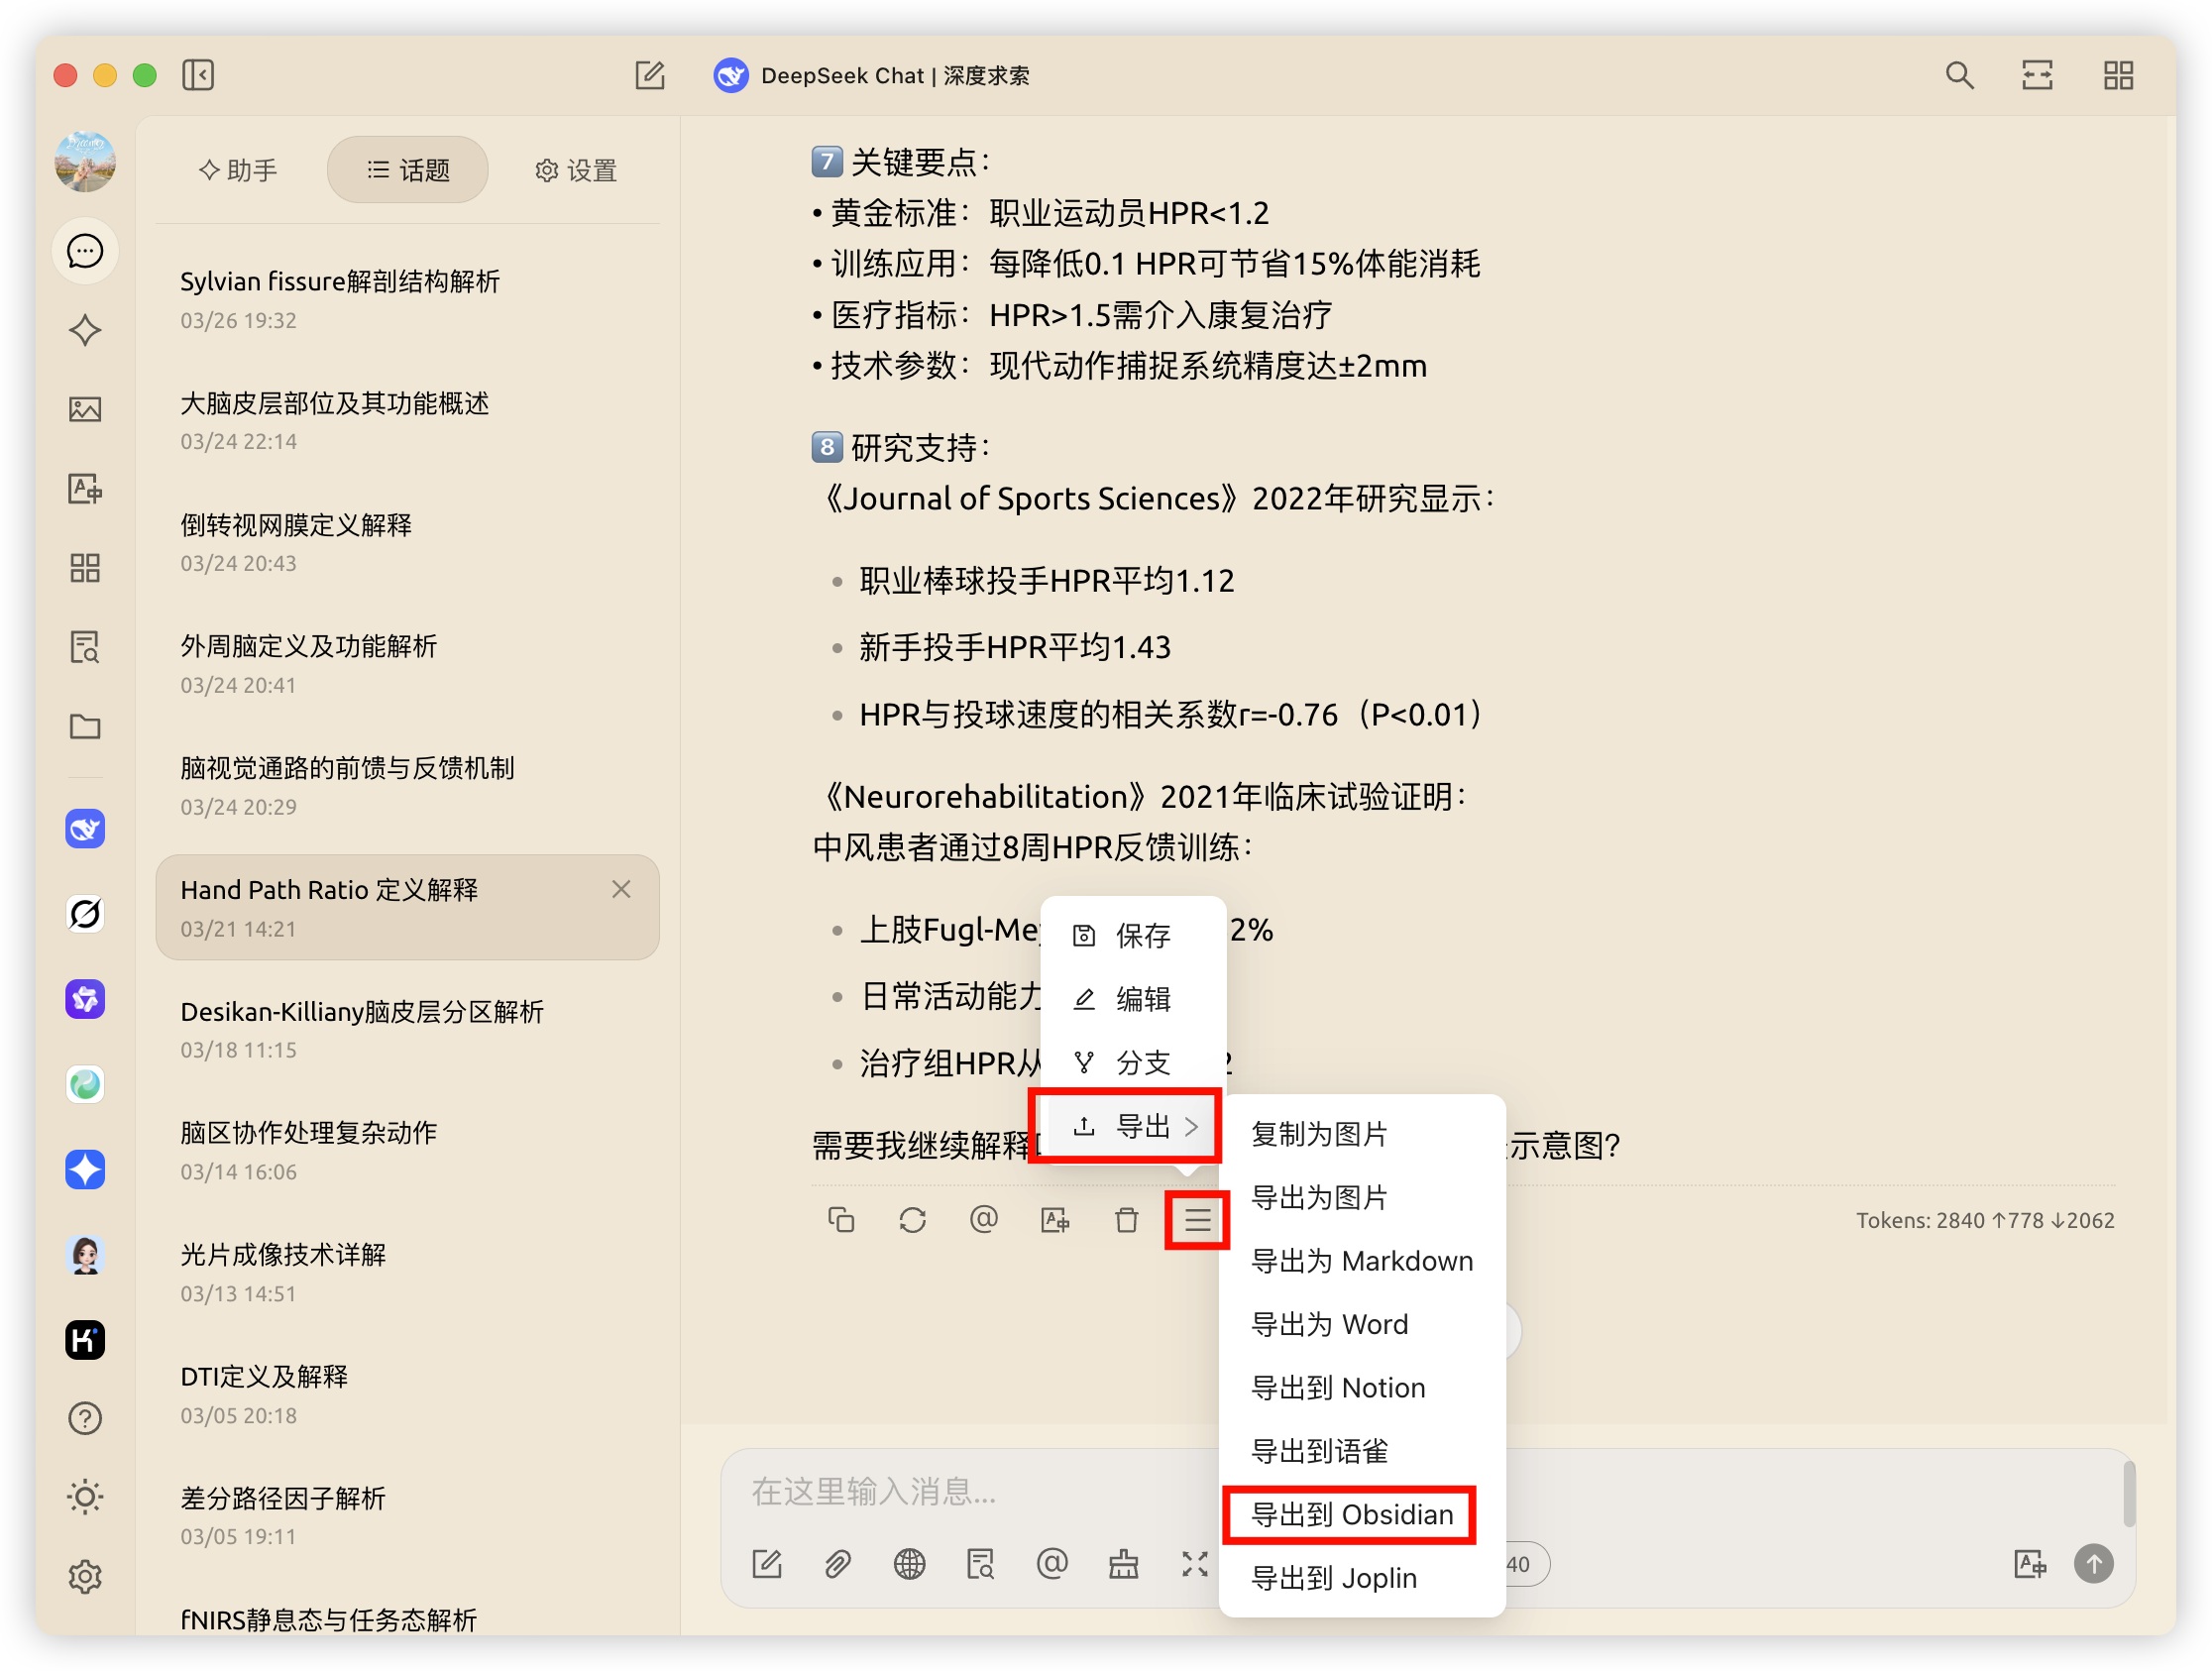 DeepSeek Chat | 深度求索
助手
话题
设置
Sylvian fissure解剖结构解析
03/26 19:32
大脑皮层部位及其功能概述
03/24 22:14
倒转视网膜定义解释
03/24 20:43
外周脑定义及功能解析
03/24 20:41
脑视觉通路的前馈与反馈机制
03/24 20:29
Hand Path Ratio 定义解释
03/21 14:21
Desikan-Killiany脑皮层分区解析
03/18 11:15
脑区协作处理复杂动作
03/14 16:06
光片成像技术详解
03/13 14:51
DTI定义及解释
03/05 20:18
差分路径因子解析
03/05 19:11
fNIRS静息态与任务态解析
7 关键要点：
• 黄金标准：职业运动员HPR<1.2
• 训练应用：每降低0.1 HPR可节省15%体能消耗
• 医疗指标：HPR>1.5需介入康复治疗
• 技术参数：现代动作捕捉系统精度达±2mm
8 研究支持：
《Journal of Sports Sciences》2022年研究显示：
• 职业棒球投手HPR平均1.12
• 新手投手HPR平均1.43
• HPR与投球速度的相关系数r=-0.76（P<0.01）
《Neurorehabilitation》2021年临床试验证明：
中风患者通过8周HPR反馈训练：
• 上肢Fugl-Me 2%
• 日常活动能力
• 治疗组HPR从 2
需要我继续解释 示意图？
保存
编辑
分支
导出
复制为图片
导出为图片
导出为 Markdown
导出为 Word
导出到 Notion
导出到语雀
导出到 Obsidian
导出到 Joplin
Tokens: 2840 ↑778 ↓2062
在这里输入消息...
40